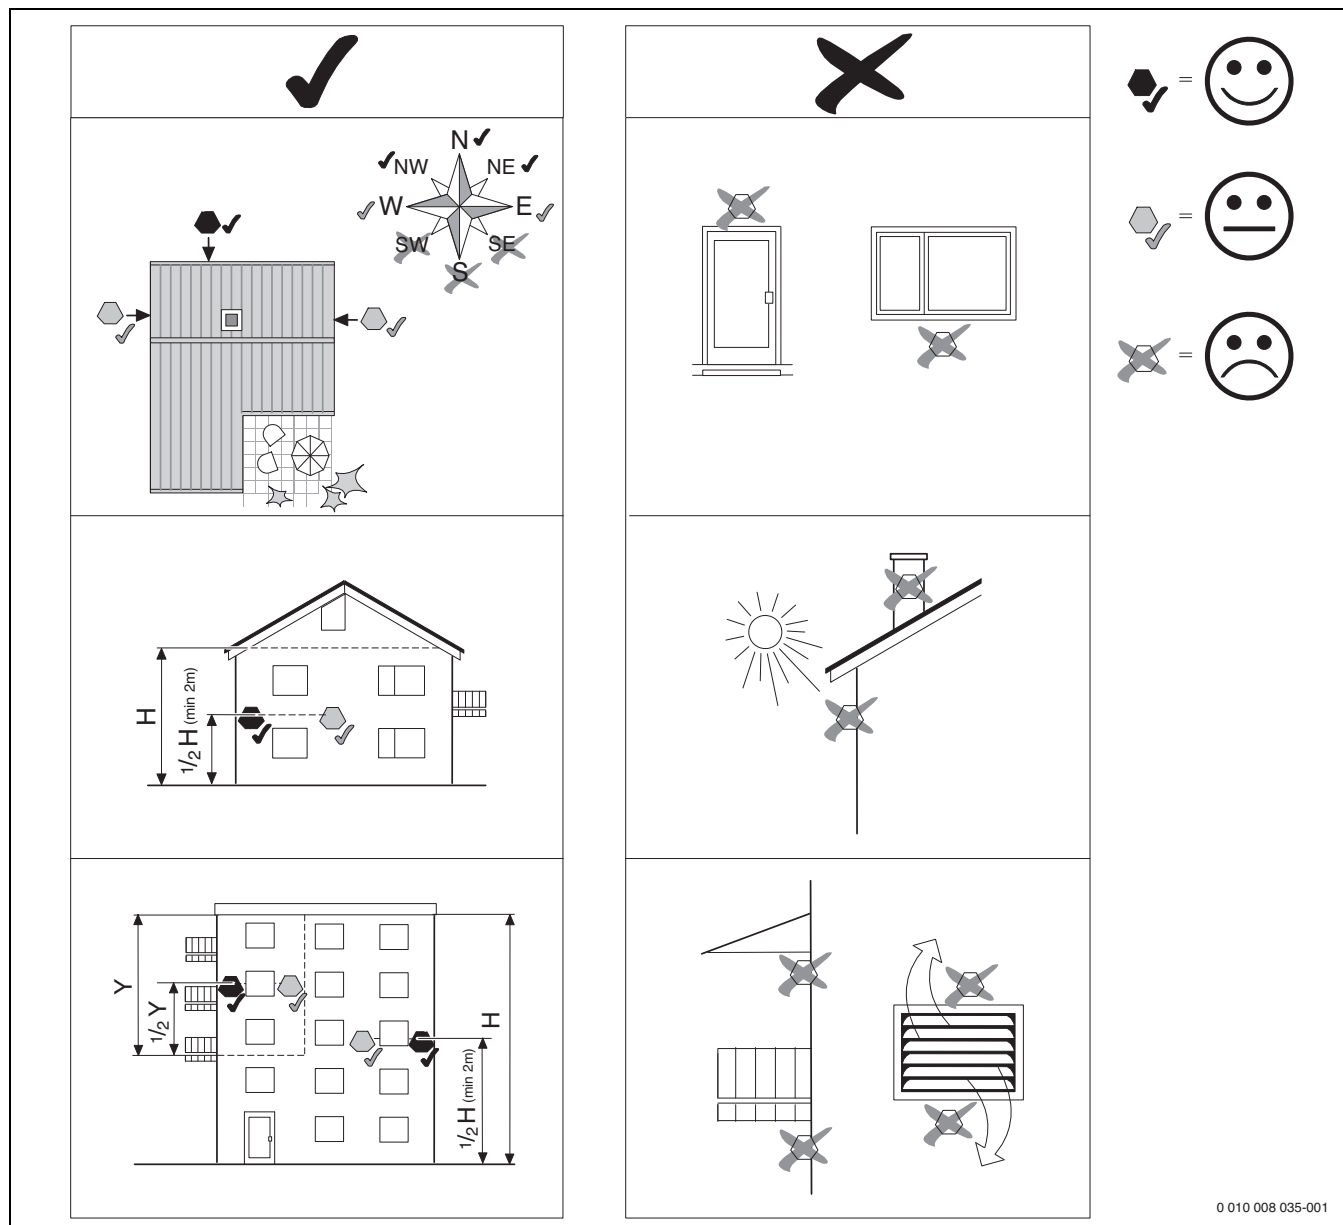 N
NW NE
W E
SW SE
S
=
=
=
H
1/2 H (min 2m)
Y
1/2 Y
H
1/2 H (min 2m)
0 010 008 035-001